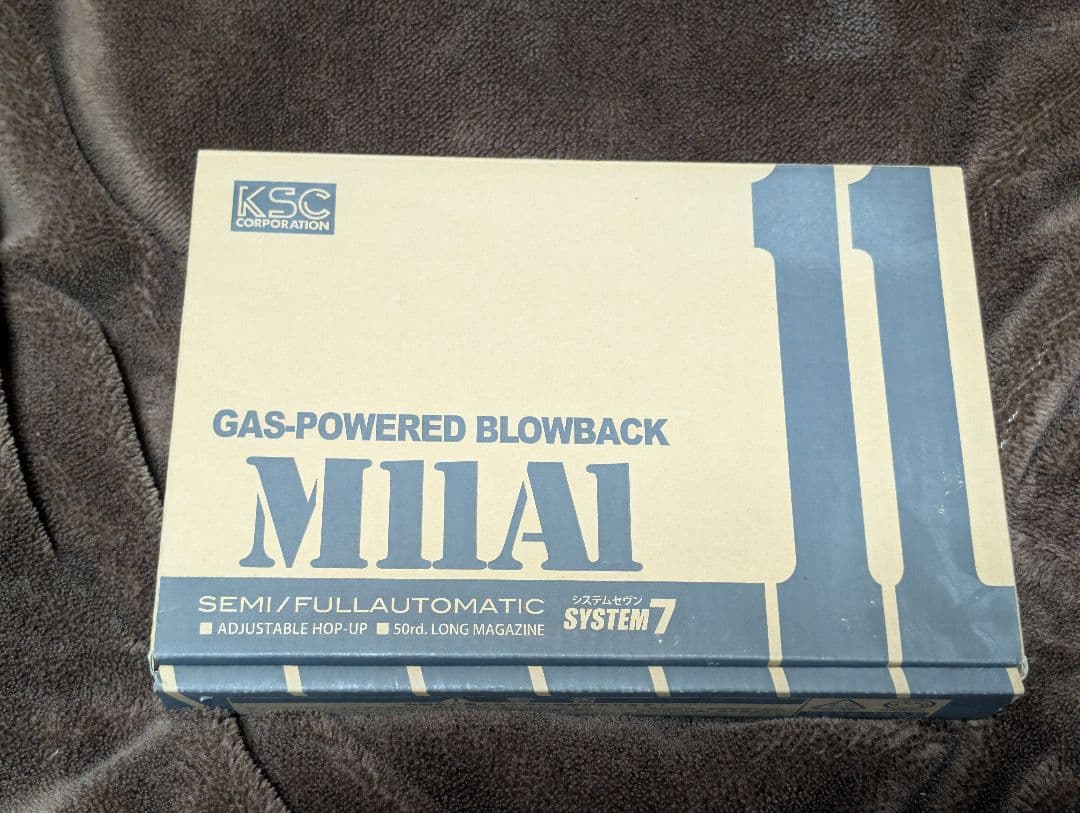 KSC
CORPORATION
11
GAS-POWERED BLOWBACK
M11A1
SEMI/FULLAUTOMATIC
システムセヴン
SYSTEM7
■ ADJUSTABLE HOP-UP ■ 50rd. LONG MAGAZINE